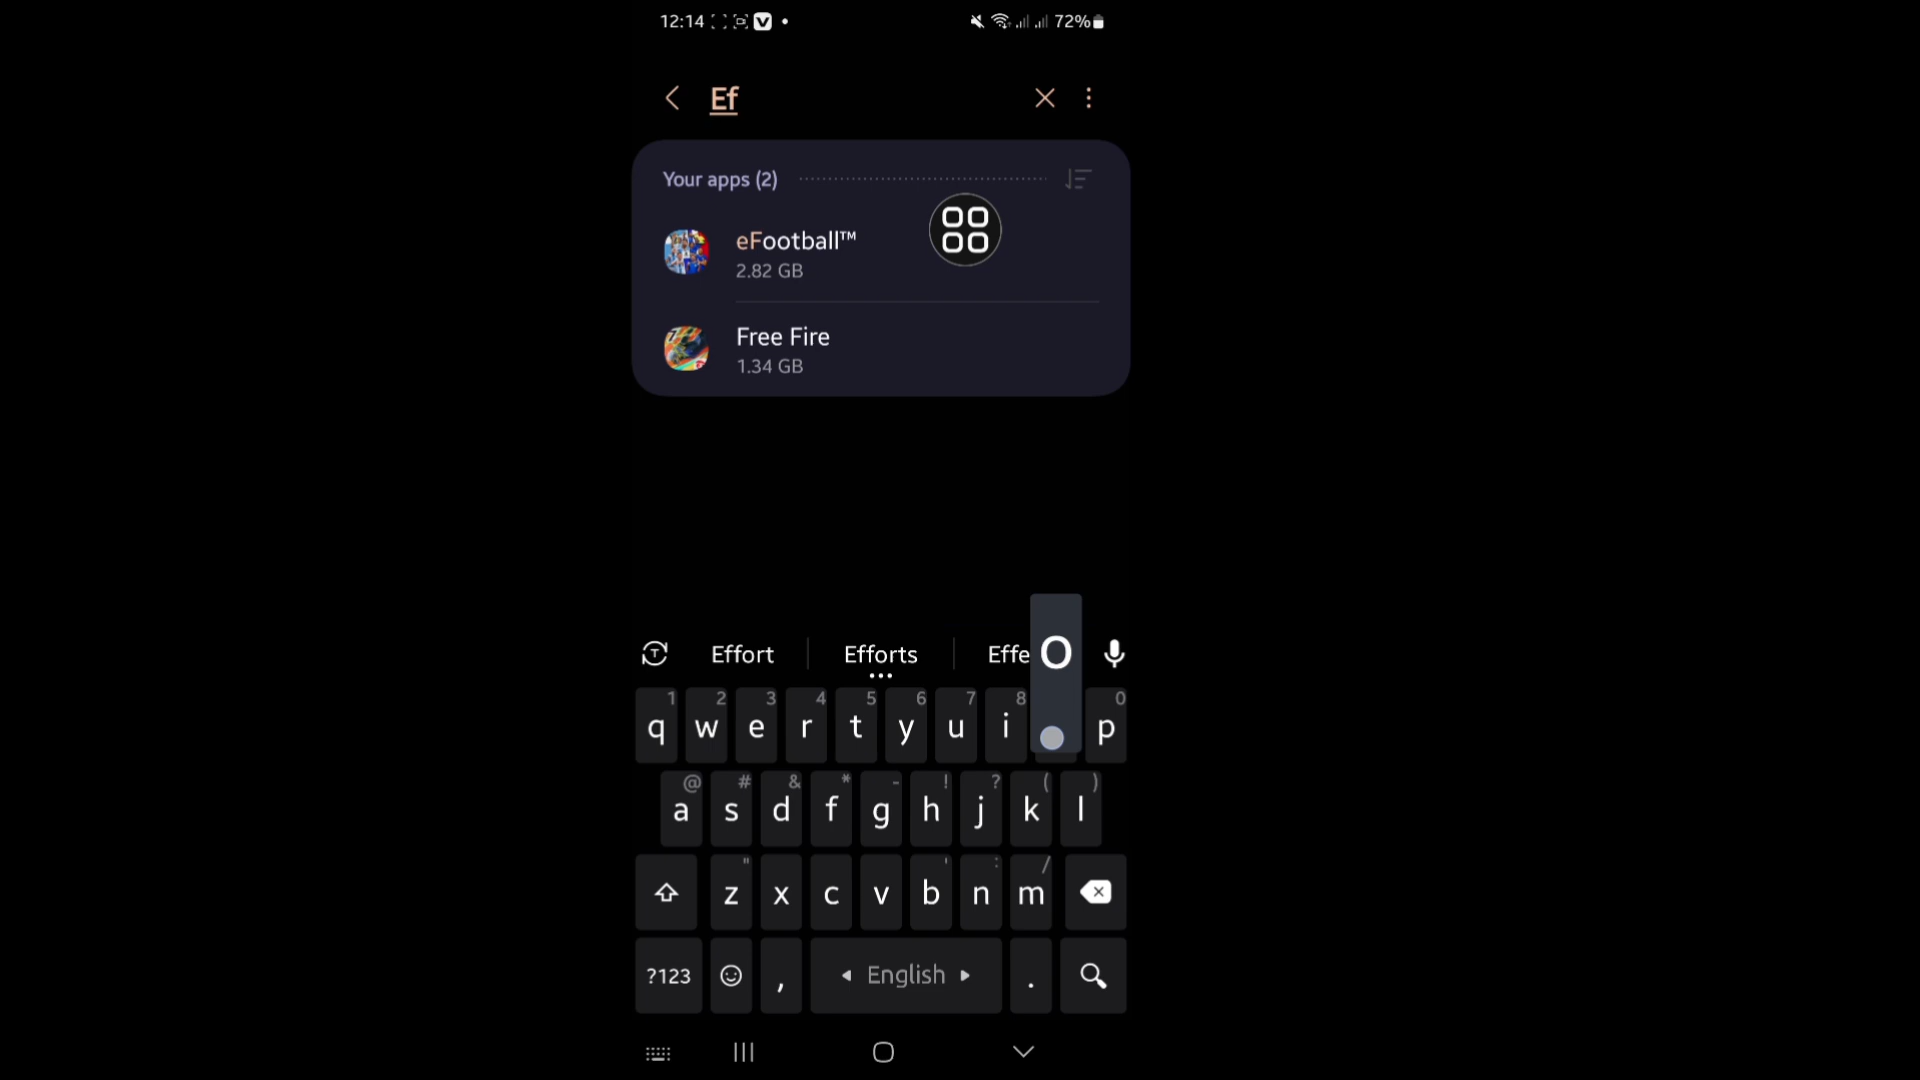 12:14 72%
Ef
Your apps (2)
eFootball™
2.82 GB
Free Fire
1.34 GB
Effort Efforts Effe O
1 2 3 4 5 6 7 8 0
q w e r t y u i p
@ # & * - ! ? ( )
a s d f g h j k l
" ' : /
z x c v b n m
?123 , English .